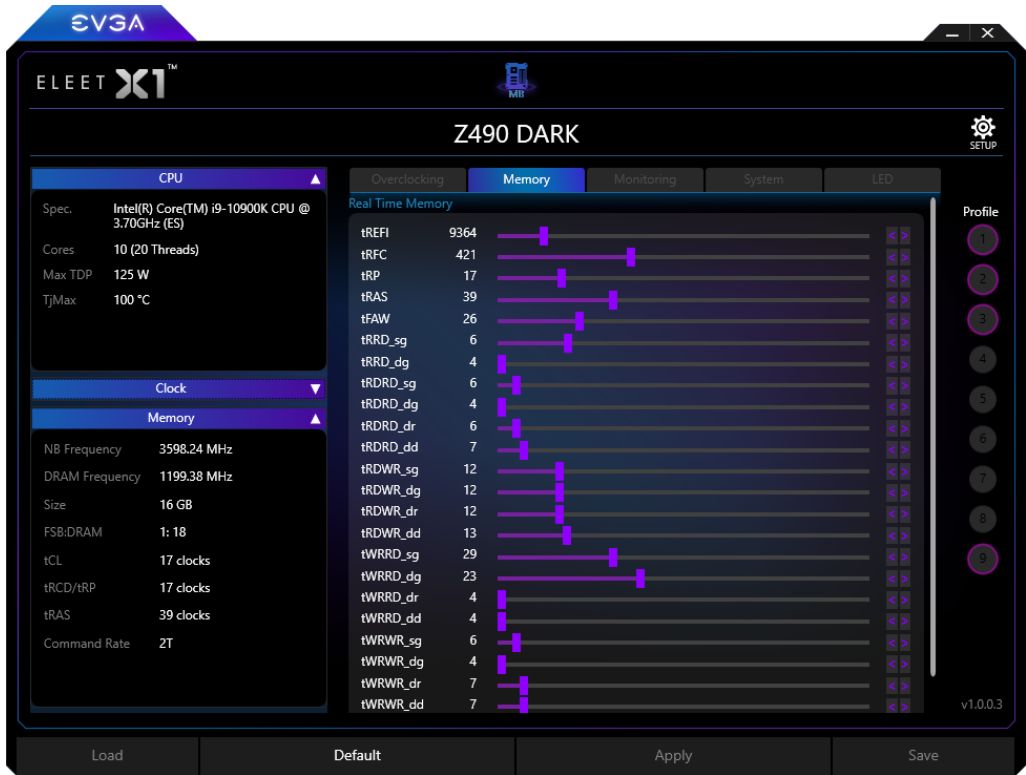 EVGA
ELEET X1™
MB
Z490 DARK
SETUP
CPU
Spec. Intel(R) Core(TM) i9-10900K CPU @
3.70GHz (ES)
Cores 10 (20 Threads)
Max TDP 125 W
TjMax 100 °C
Clock
Memory
NB Frequency 3598.24 MHz
DRAM Frequency 1199.38 MHz
Size 16 GB
FSB:DRAM 1: 18
tCL 17 clocks
tRCD/tRP 17 clocks
tRAS 39 clocks
Command Rate 2T
Overclocking Memory Monitoring System LED
Real Time Memory
tREFI 9364 < >
tRFC 421 < >
tRP 17 < >
tRAS 39 < >
tFAW 26 < >
tRRD_sg 6 < >
tRRD_dg 4 < >
tRDRD_sg 6 < >
tRDRD_dg 4 < >
tRDRD_dr 6 < >
tRDRD_dd 7 < >
tRDWR_sg 12 < >
tRDWR_dg 12 < >
tRDWR_dr 12 < >
tRDWR_dd 13 < >
tWRRD_sg 29 < >
tWRRD_dg 23 < >
tWRRD_dr 4 < >
tWRRD_dd 4 < >
tWRWR_sg 6 < >
tWRWR_dg 4 < >
tWRWR_dr 7 < >
tWRWR_dd 7 < >
Profile
1
2
3
4
5
6
7
8
9
v1.0.0.3
Load Default Apply Save